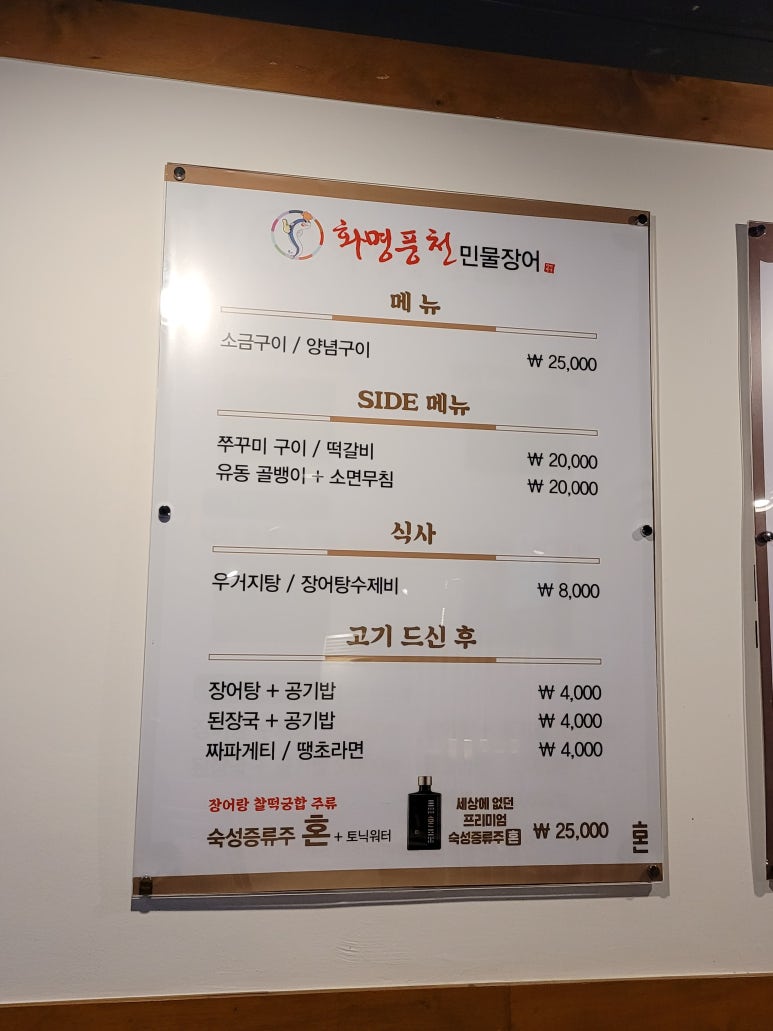 화명풍천 민물장어
메뉴
소금구이 / 양념구이 ₩ 25,000
SIDE 메뉴
쭈꾸미 구이 / 떡갈비 ₩ 20,000
유동 골뱅이 + 소면무침 ₩ 20,000
식사
우거지탕 / 장어탕수제비 ₩ 8,000
고기 드신 후
장어탕 + 공기밥 ₩ 4,000
된장국 + 공기밥 ₩ 4,000
짜파게티 / 땡초라면 ₩ 4,000
장어랑 찰떡궁합 주류
숙성증류주 혼 + 토닉워터
세상에 없던
프리미엄
숙성증류주 혼
₩ 25,000
혼